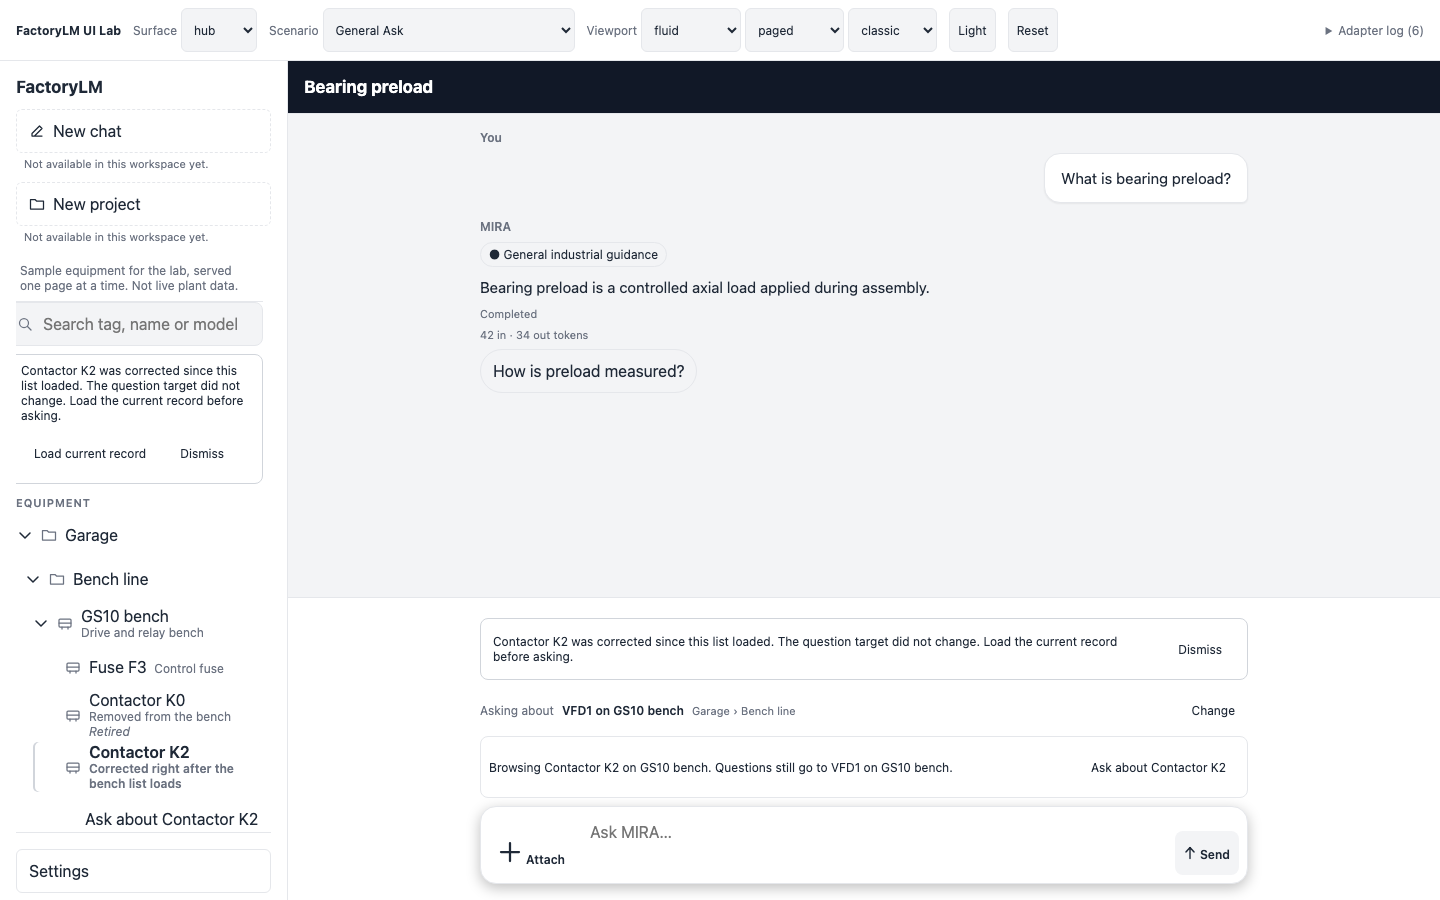 FactoryLM UI Lab
Surface
hub
Scenario
General Ask
Viewport
fluid
paged
classic
Light
Reset
Adapter log (6)
FactoryLM
New chat
Not available in this workspace yet.
New project
Not available in this workspace yet.
Sample equipment for the lab, served
one page at a time. Not live plant data.
Search tag, name or model
Contactor K2 was corrected since this
list loaded. The question target did not
change. Load the current record before
asking.
Load current record
Dismiss
EQUIPMENT
Garage
Bench line
GS10 bench
Drive and relay bench
Fuse F3 Control fuse
Contactor K0
Removed from the bench
Retired
Contactor K2
Corrected right after the
bench list loads
Ask about Contactor K2
Settings
Bearing preload
You
What is bearing preload?
MIRA
General industrial guidance
Bearing preload is a controlled axial load applied during assembly.
Completed
42 in · 34 out tokens
How is preload measured?
Contactor K2 was corrected since this list loaded. The question target did not change. Load the current record
before asking.
Dismiss
Asking about VFD1 on GS10 bench Garage › Bench line
Change
Browsing Contactor K2 on GS10 bench. Questions still go to VFD1 on GS10 bench.
Ask about Contactor K2
Ask MIRA...
Attach
Send